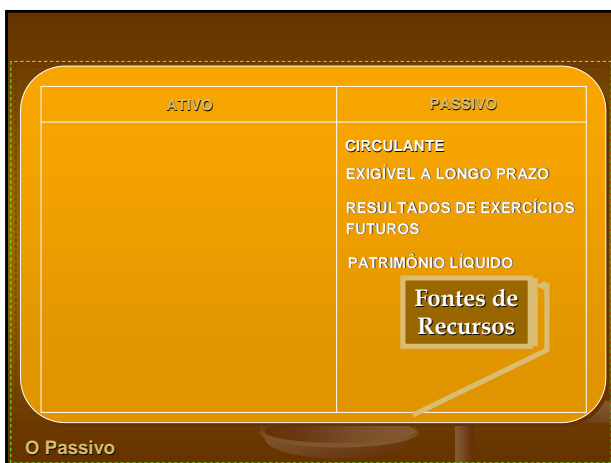 ATIVO
PASSIVO
CIRCULANTE
EXIGÍVEL A LONGO PRAZO
RESULTADOS DE EXERCÍCIOS
FUTUROS
PATRIMÔNIO LÍQUIDO
Fontes de
Recursos
O Passivo